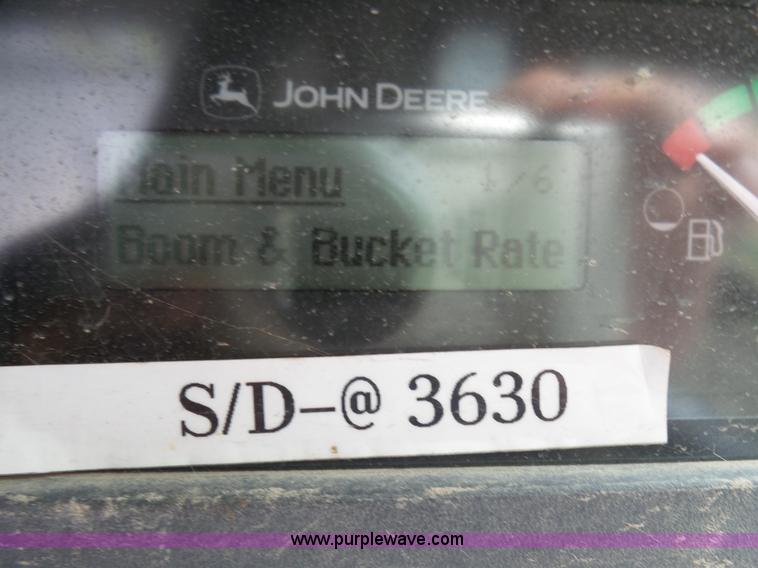 JOHN DEERE
Main Menu 1/6
Boom & Bucket Rate
S/D-@ 3630
www.purplewave.com